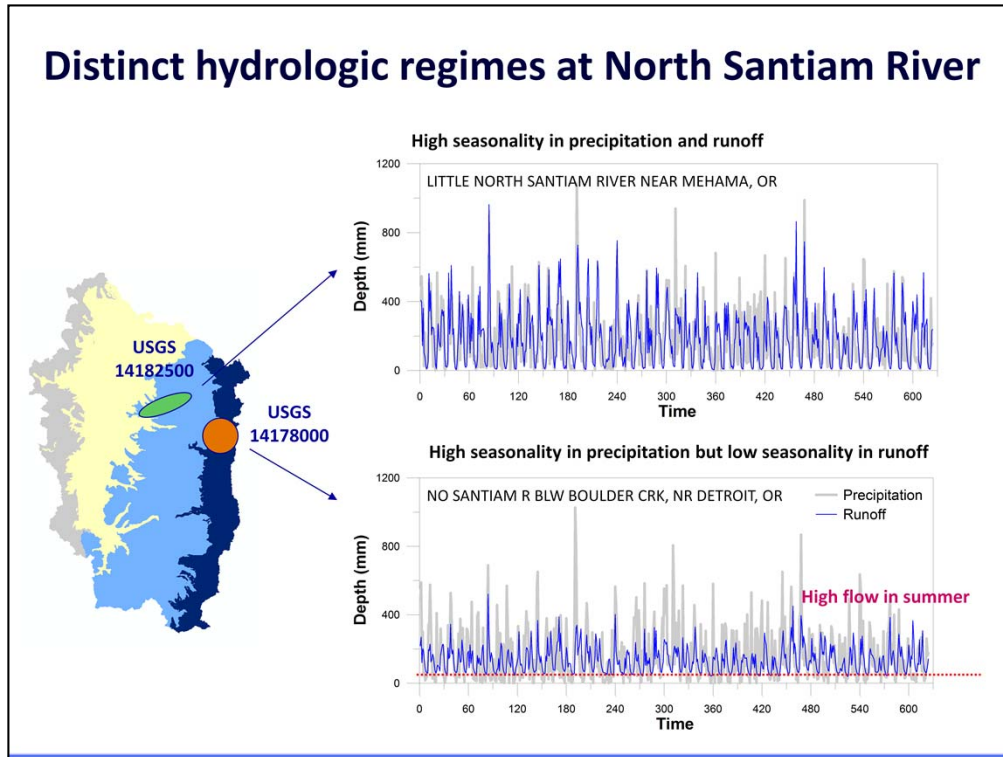 Distinct hydrologic regimes at North Santiam River
High seasonality in precipitation and runoff
LITTLE NORTH SANTIAM RIVER NEAR MEHAMA, OR
1200
800
400
0
Depth (mm)
0 60 120 180 240 300 360 420 480 540 600
Time
USGS
14182500
USGS
14178000
High seasonality in precipitation but low seasonality in runoff
NO SANTIAM R BLW BOULDER CRK, NR DETROIT, OR
Precipitation
Runoff
High flow in summer
1200
800
400
0
Depth (mm)
0 60 120 180 240 300 360 420 480 540 600
Time